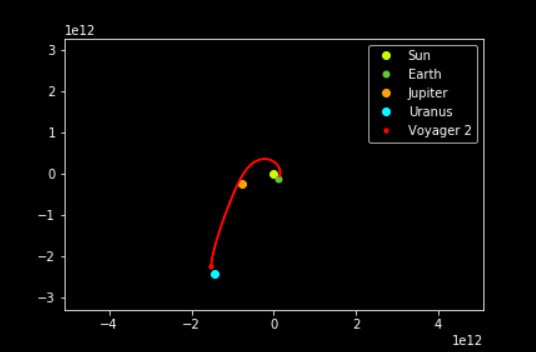 1e12
3
2
1
0
−1
−2
−3
−4 −2 0 2 4
1e12
Sun
Earth
Jupiter
Uranus
Voyager 2